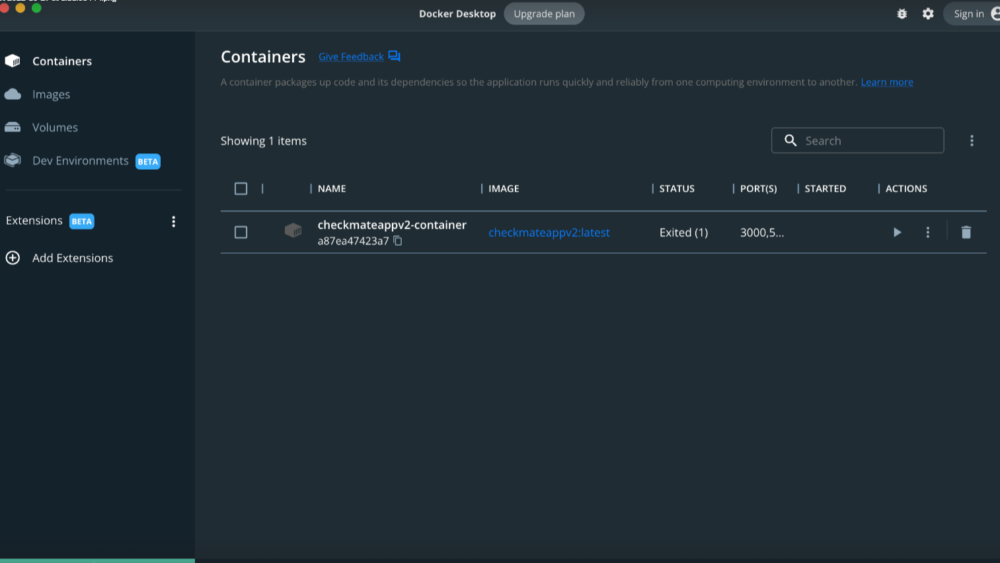 Docker Desktop
Upgrade plan
Sign in
Containers
Images
Volumes
Dev Environments BETA
Extensions BETA
Add Extensions
Containers
Give Feedback
A container packages up code and its dependencies so the application runs quickly and reliably from one computing environment to another. Learn more
Showing 1 items
Search
NAME
IMAGE
STATUS
PORT(S)
STARTED
ACTIONS
checkmateappv2-container
a87ea47423a7
checkmateappv2:latest
Exited (1)
3000,5...